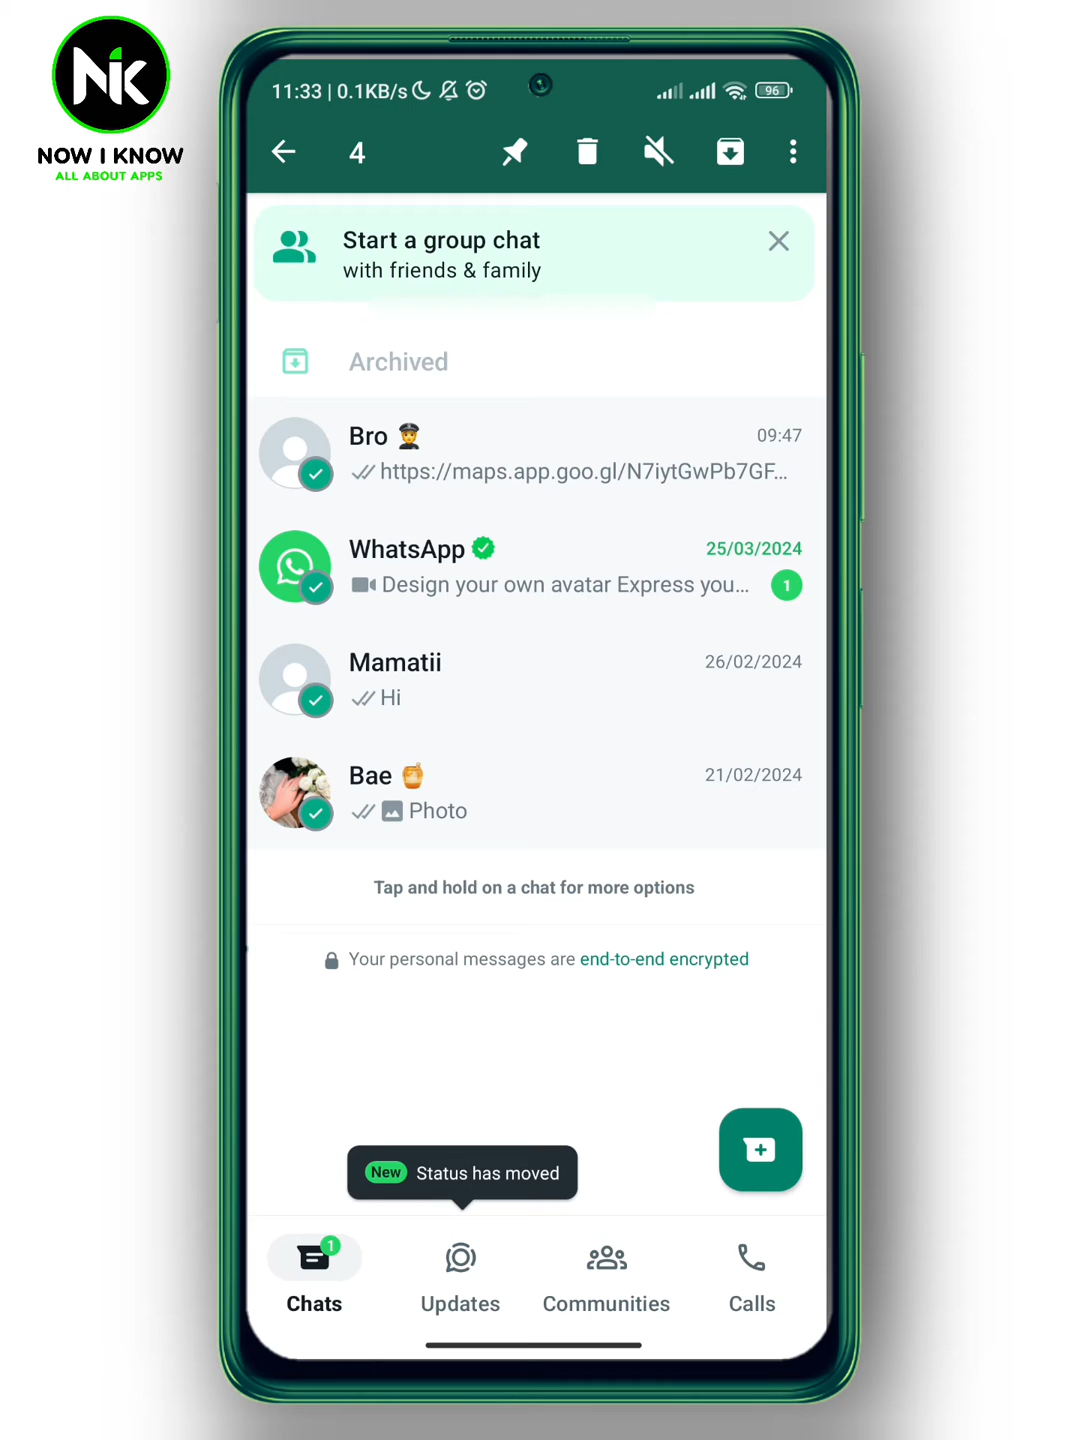 NK
NOW I KNOW
ALL ABOUT APPS
11:33 | 0.1KB/s
96
4
Start a group chat
with friends & family
Archived
Bro 09:47
https://maps.app.goo.gl/N7iytGwPb7GF...
WhatsApp 25/03/2024
Design your own avatar Express you... 1
Mamatii 26/02/2024
Hi
Bae 21/02/2024
Photo
Tap and hold on a chat for more options
Your personal messages are end-to-end encrypted
New Status has moved
1
Chats Updates Communities Calls